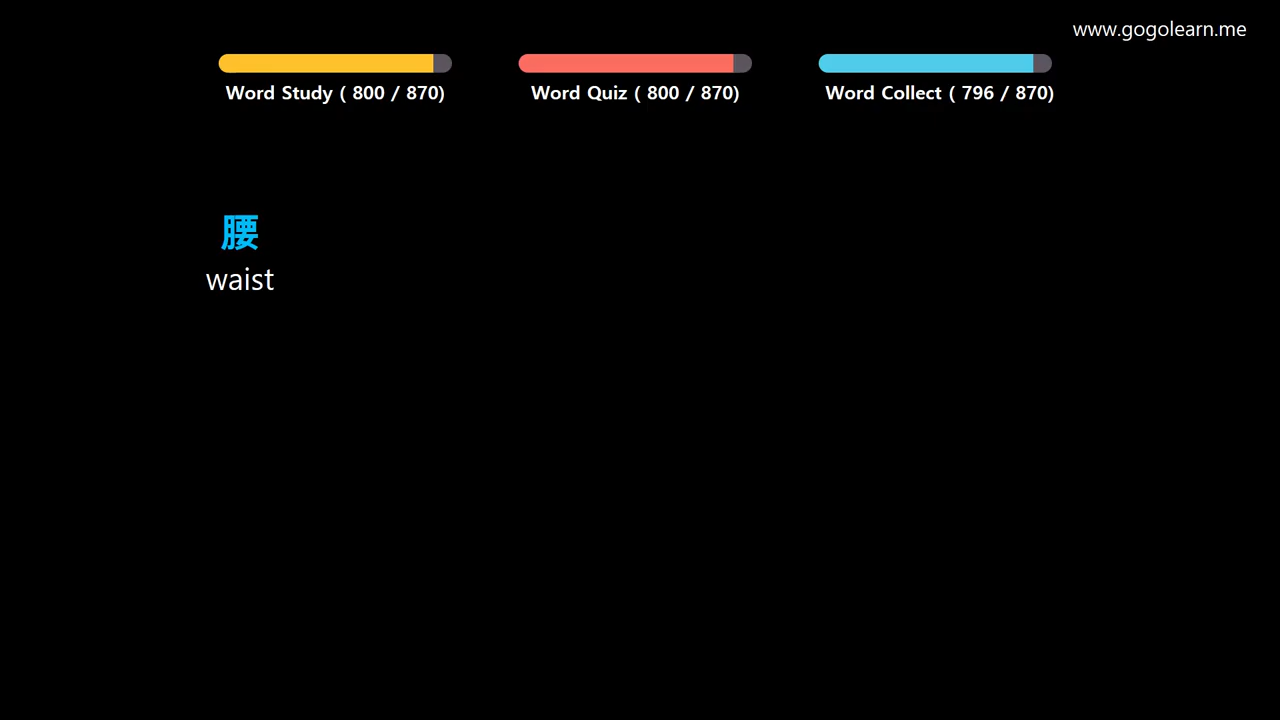 www.gogolearn.me
Word Study ( 800 / 870)
Word Quiz ( 800 / 870)
Word Collect ( 796 / 870)
腰
waist